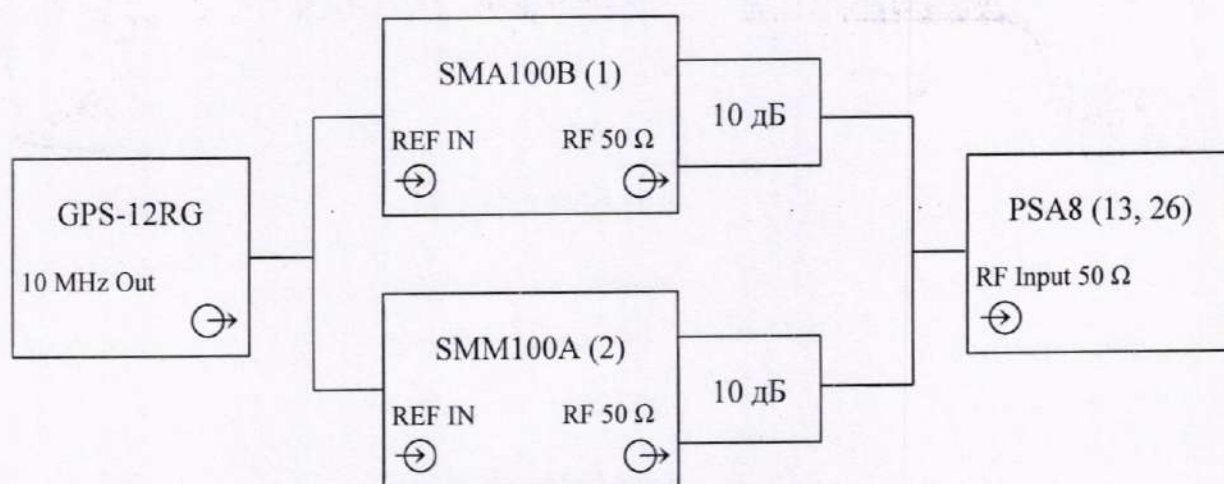 SMA100B (1)
REF IN
RF 50 Ω
10 дБ
GPS-12RG
10 MHz Out
PSA8 (13, 26)
RF Input 50 Ω
SMM100A (2)
REF IN
RF 50 Ω
10 дБ